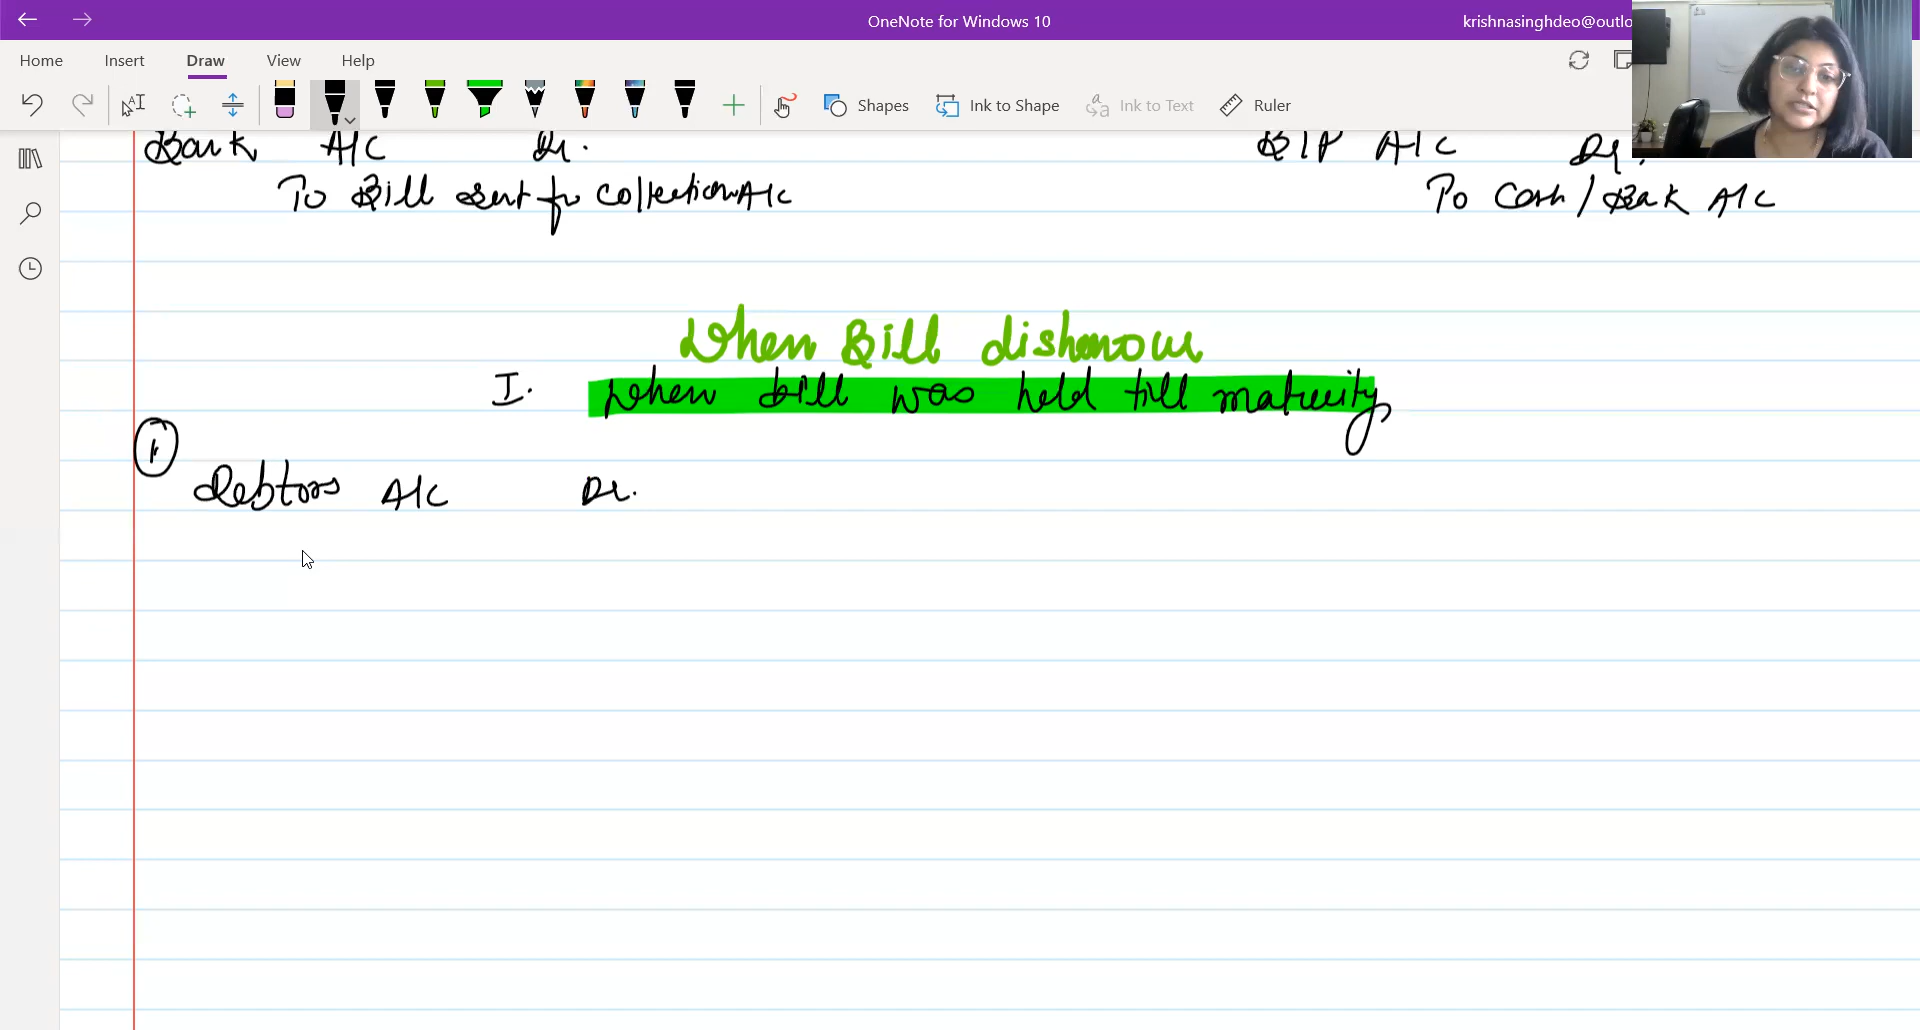 OneNote for Windows 10
krishnasinghdeo@outlo
Home Insert Draw View Help
Shapes Ink to Shape Ink to Text Ruler
Bank A/C Dr.
To Bill sent for collection A/c
B/P A/C Dr.
To Cash / Bank A/C
When Bill dishonour
I. When bill was held till maturity
1.
Debtors A/C Dr.